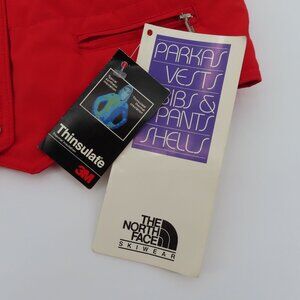 Thinsulate
3M
PARKAS
VESTS
BIBS &
PANTS
SHELLS
THE
NORTH
FACE
SKIWEAR